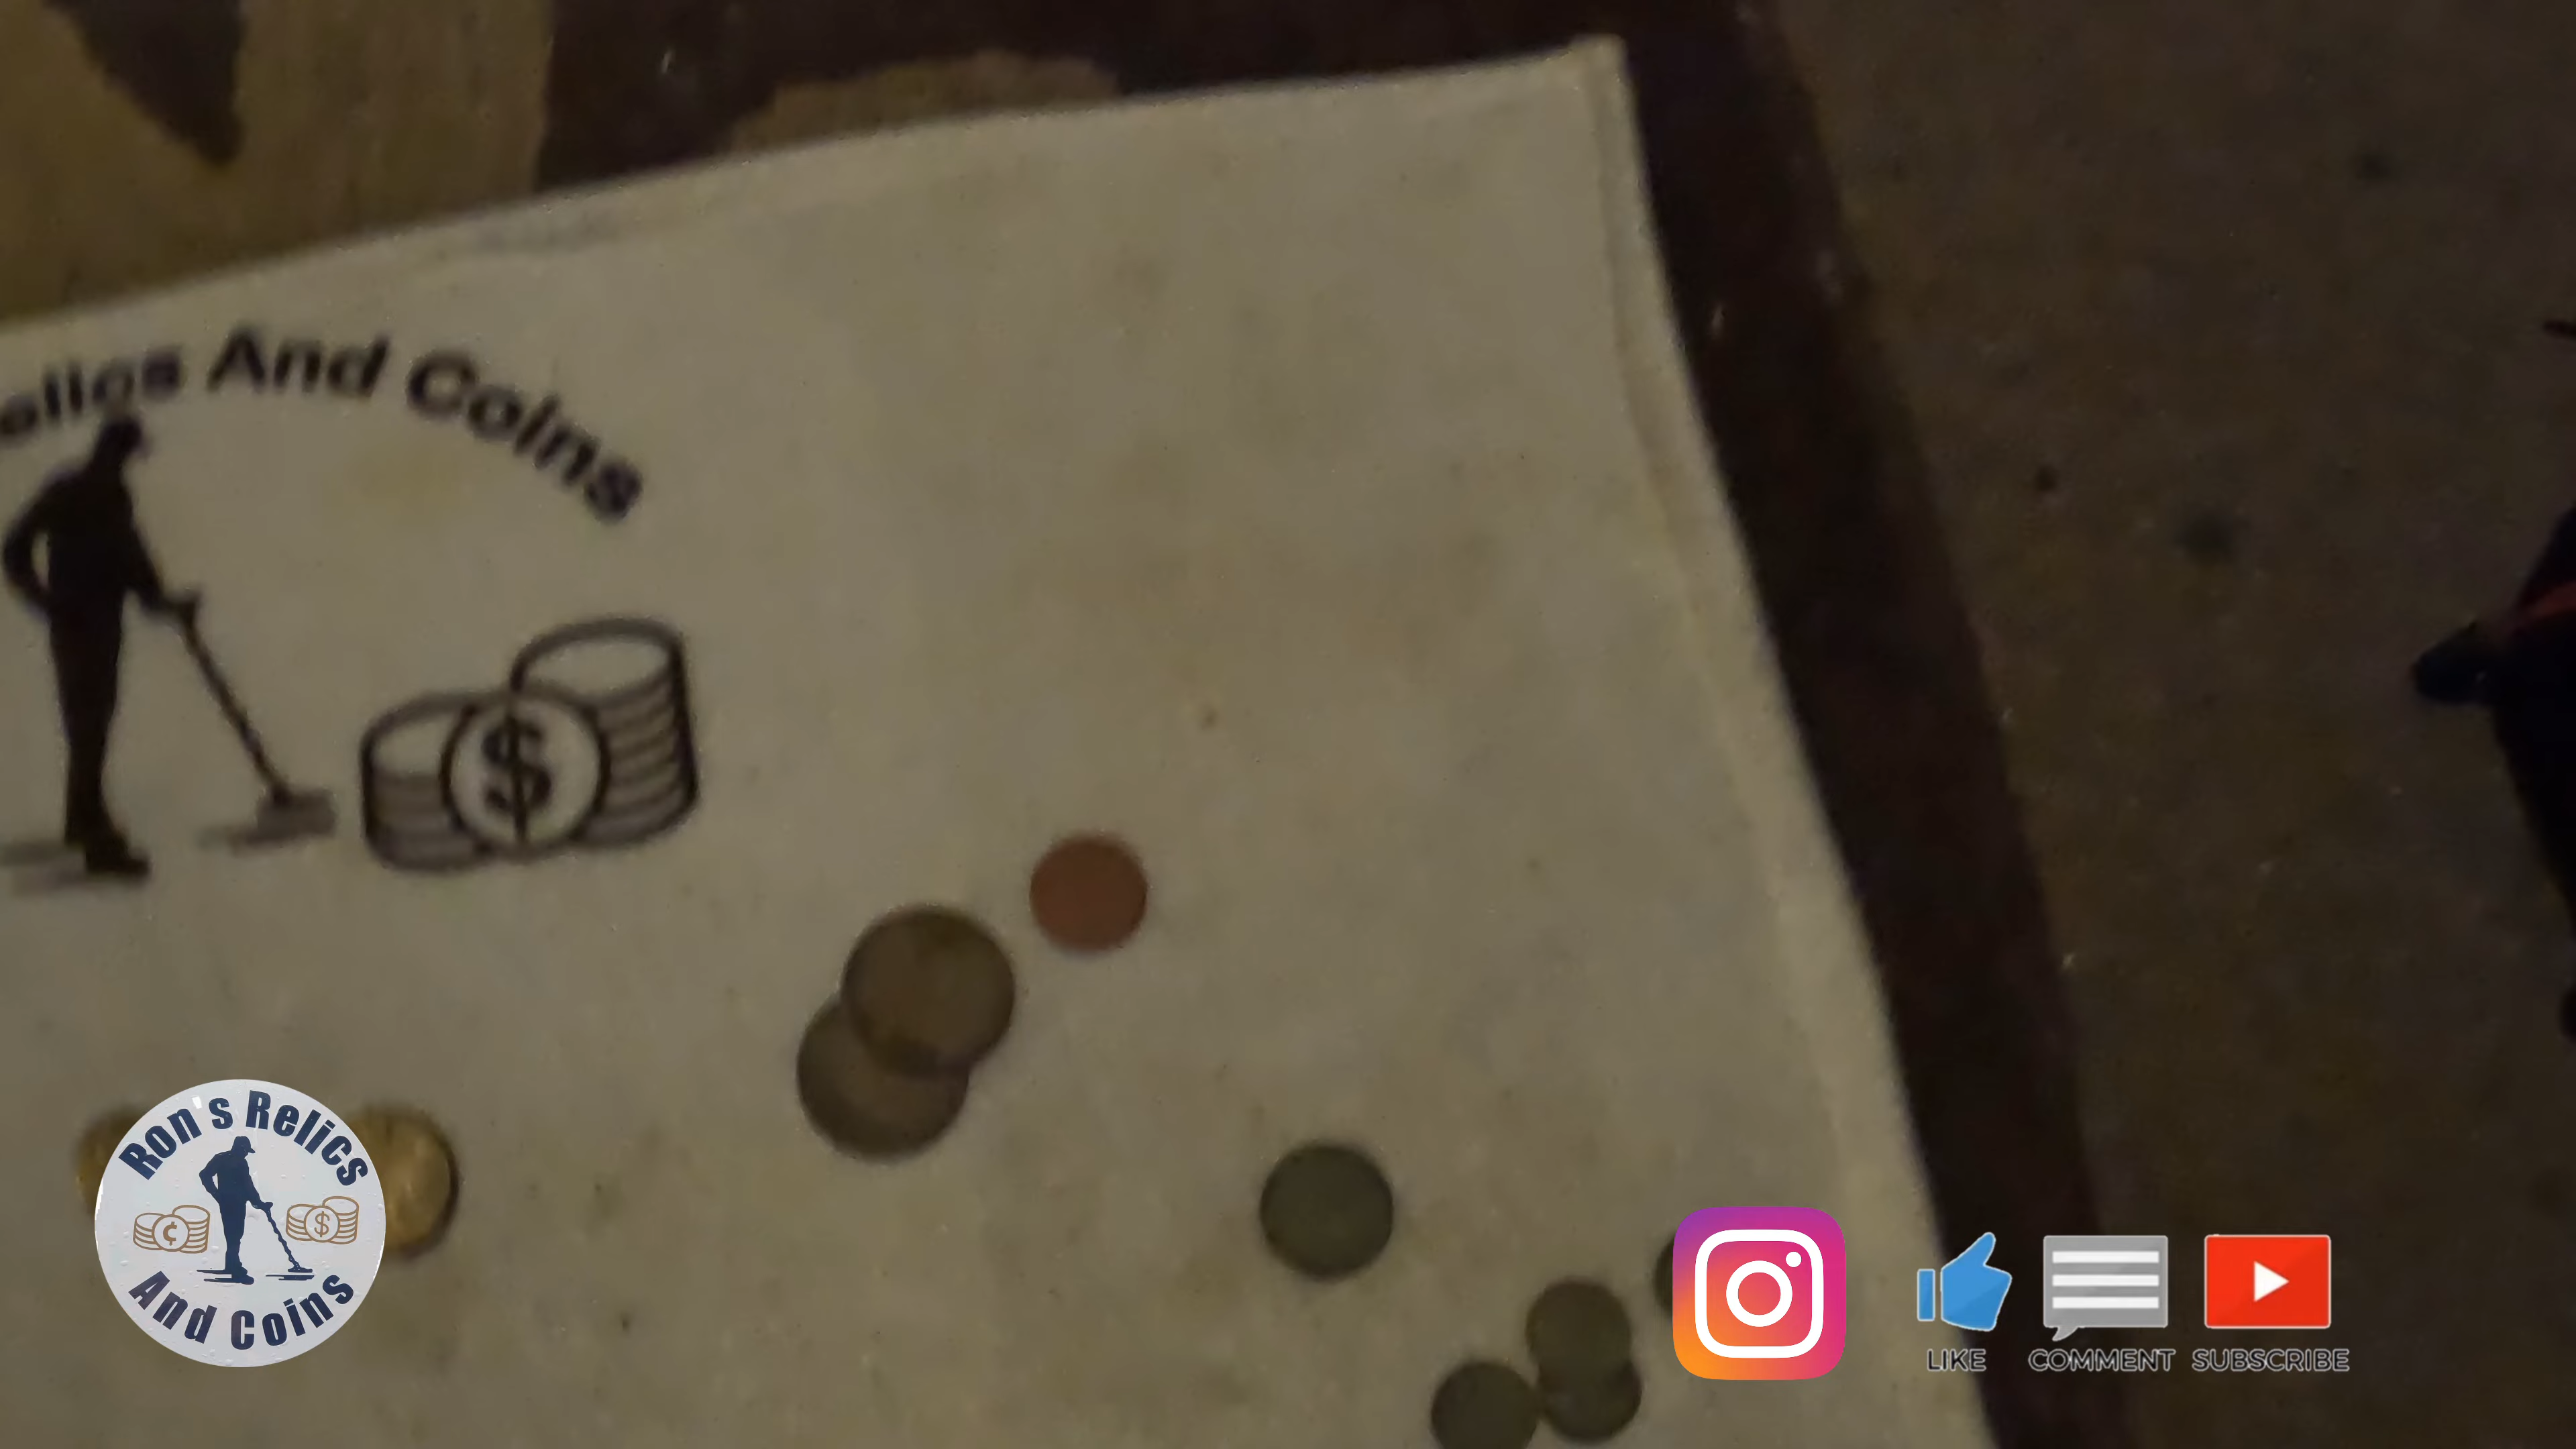 elics And Coins
$
Ron's Relics
¢ $
And Coins
LIKE COMMENT SUBSCRIBE